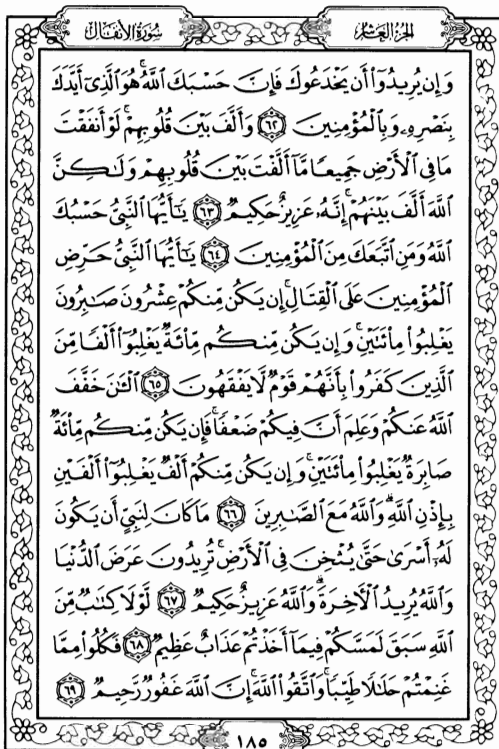 الجزء العاشر سورة الأنفال
وَإِن يُرِيدُوٓا۟ أَن يَخْدَعُوكَ فَإِنَّ حَسْبَكَ ٱللَّهُ ۚ هُوَ ٱلَّذِىٓ أَيَّدَكَ
بِنَصْرِهِۦ وَبِٱلْمُؤْمِنِينَ ٦٢ وَأَلَّفَ بَيْنَ قُلُوبِهِمْ ۚ لَوْ أَنفَقْتَ
مَا فِى ٱلْأَرْضِ جَمِيعًا مَّآ أَلَّفْتَ بَيْنَ قُلُوبِهِمْ وَلَـٰكِنَّ
ٱللَّهَ أَلَّفَ بَيْنَهُمْ ۚ إِنَّهُۥ عَزِيزٌ حَكِيمٌ ٦٣ يَـٰٓأَيُّهَا ٱلنَّبِىُّ حَسْبُكَ
ٱللَّهُ وَمَنِ ٱتَّبَعَكَ مِنَ ٱلْمُؤْمِنِينَ ٦٤ يَـٰٓأَيُّهَا ٱلنَّبِىُّ حَرِّضِ
ٱلْمُؤْمِنِينَ عَلَى ٱلْقِتَالِ ۚ إِن يَكُن مِّنكُمْ عِشْرُونَ صَـٰبِرُونَ
يَغْلِبُوا۟ مِا۟ئَتَيْنِ ۚ وَإِن يَكُن مِّنكُم مِّا۟ئَةٌ يَغْلِبُوٓا۟ أَلْفًا مِّنَ
ٱلَّذِينَ كَفَرُوا۟ بِأَنَّهُمْ قَوْمٌ لَّا يَفْقَهُونَ ٦٥ ٱلْـَٔـٰنَ خَفَّفَ
ٱللَّهُ عَنكُمْ وَعَلِمَ أَنَّ فِيكُمْ ضَعْفًا ۚ فَإِن يَكُن مِّنكُم مِّا۟ئَةٌ
صَابِرَةٌ يَغْلِبُوا۟ مِا۟ئَتَيْنِ ۚ وَإِن يَكُن مِّنكُمْ أَلْفٌ يَغْلِبُوٓا۟ أَلْفَيْنِ
بِإِذْنِ ٱللَّهِ ۗ وَٱللَّهُ مَعَ ٱلصَّـٰبِرِينَ ٦٦ مَا كَانَ لِنَبِىٍّ أَن يَكُونَ
لَهُۥٓ أَسْرَىٰ حَتَّىٰ يُثْخِنَ فِى ٱلْأَرْضِ ۚ تُرِيدُونَ عَرَضَ ٱلدُّنْيَا
وَٱللَّهُ يُرِيدُ ٱلْـَٔاخِرَةَ ۗ وَٱللَّهُ عَزِيزٌ حَكِيمٌ ٦٧ لَّوْلَا كِتَـٰبٌ مِّنَ
ٱللَّهِ سَبَقَ لَمَسَّكُمْ فِيمَآ أَخَذْتُمْ عَذَابٌ عَظِيمٌ ٦٨ فَكُلُوا۟ مِمَّا
غَنِمْتُمْ حَلَـٰلًا طَيِّبًا ۚ وَٱتَّقُوا۟ ٱللَّهَ ۚ إِنَّ ٱللَّهَ غَفُورٌ رَّحِيمٌ ٦٩
١٨٥